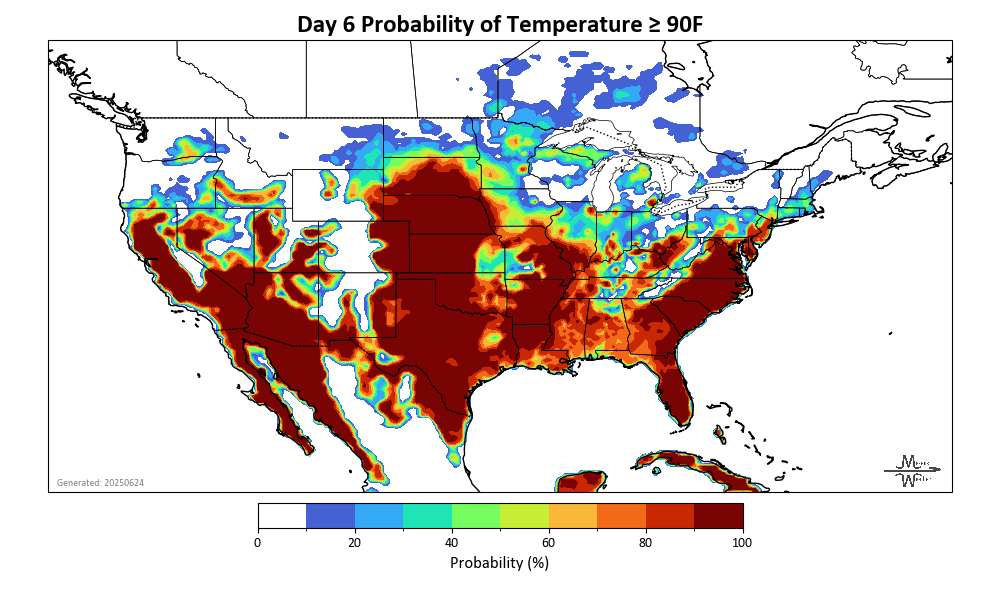 Day 6 Probability of Temperature ≥ 90F
Generated: 20250624
0 20 40 60 80 100
Probability (%)